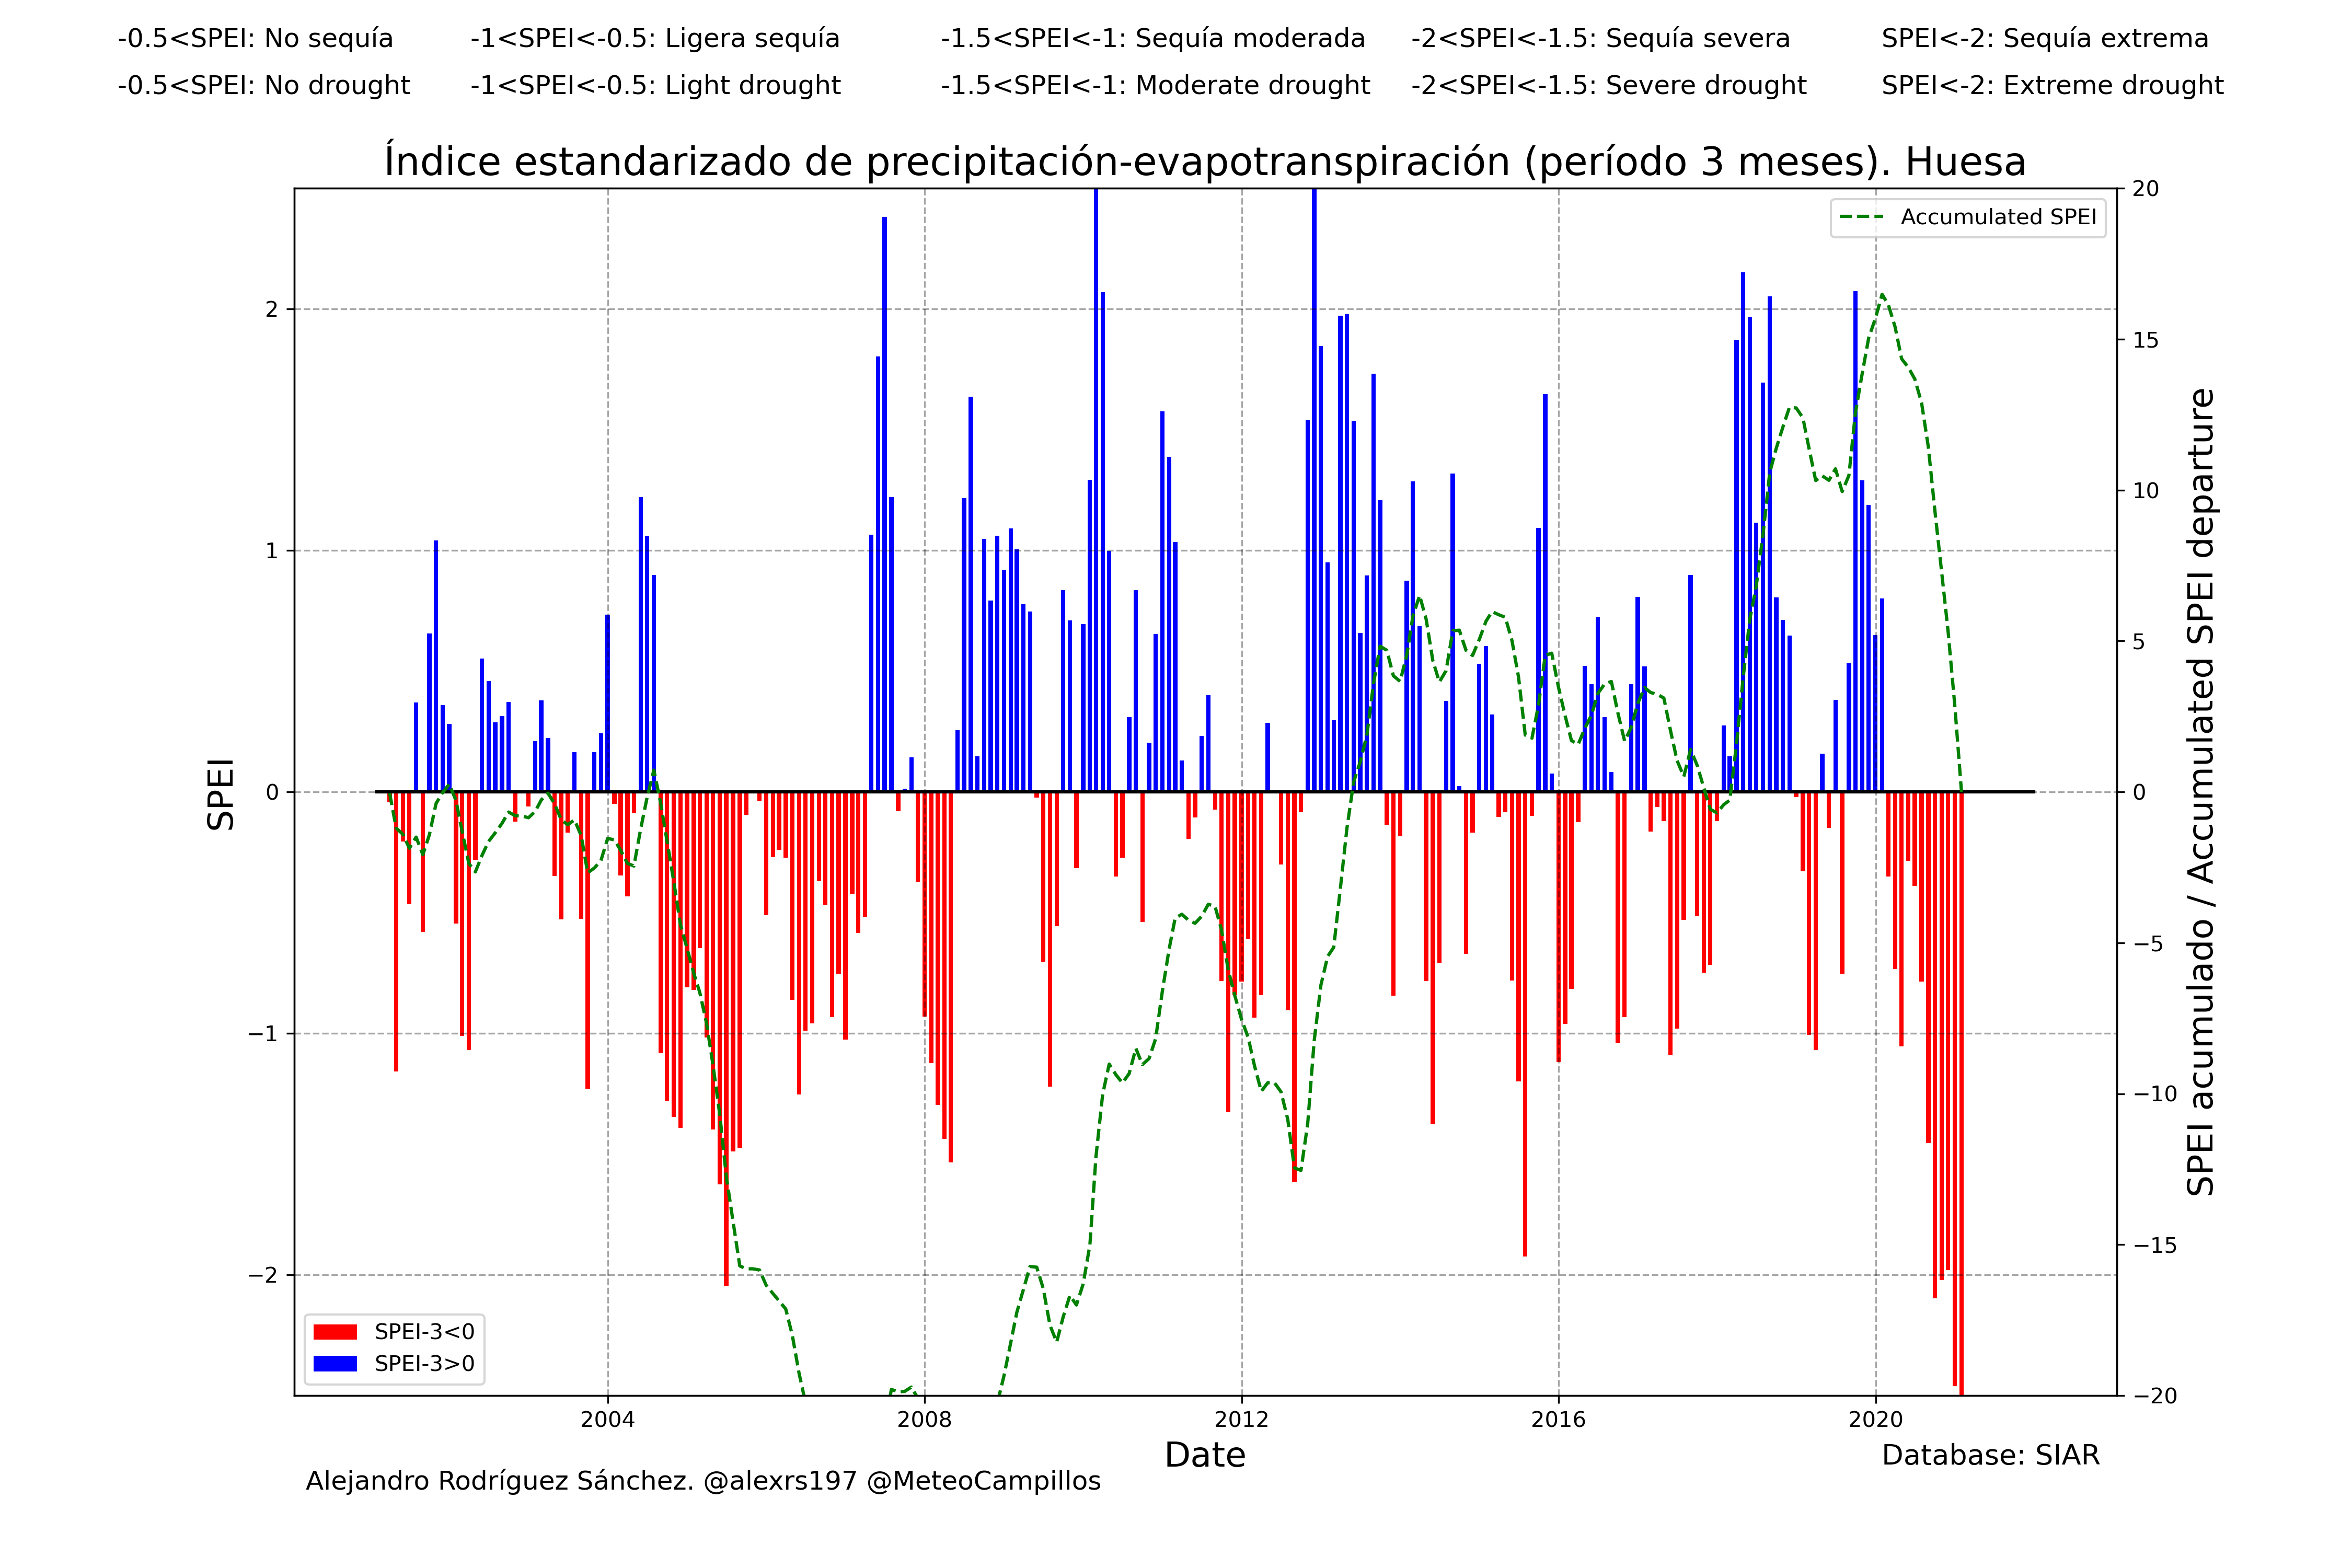 -0.5<SPEI: No sequía -1<SPEI<-0.5: Ligera sequía -1.5<SPEI<-1: Sequía moderada -2<SPEI<-1.5: Sequía severa SPEI<-2: Sequía extrema
-0.5<SPEI: No drought -1<SPEI<-0.5: Light drought -1.5<SPEI<-1: Moderate drought -2<SPEI<-1.5: Severe drought SPEI<-2: Extreme drought
Índice estandarizado de precipitación-evapotranspiración (período 3 meses). Huesa
Accumulated SPEI
SPEI
2
1
0
−1
−2
20
15
10
5
0
−5
−10
−15
−20
SPEI acumulado / Accumulated SPEI departure
SPEI-3<0
SPEI-3>0
2004 2008 2012 2016 2020
Date
Database: SIAR
Alejandro Rodríguez Sánchez. @alexrs197 @MeteoCampillos